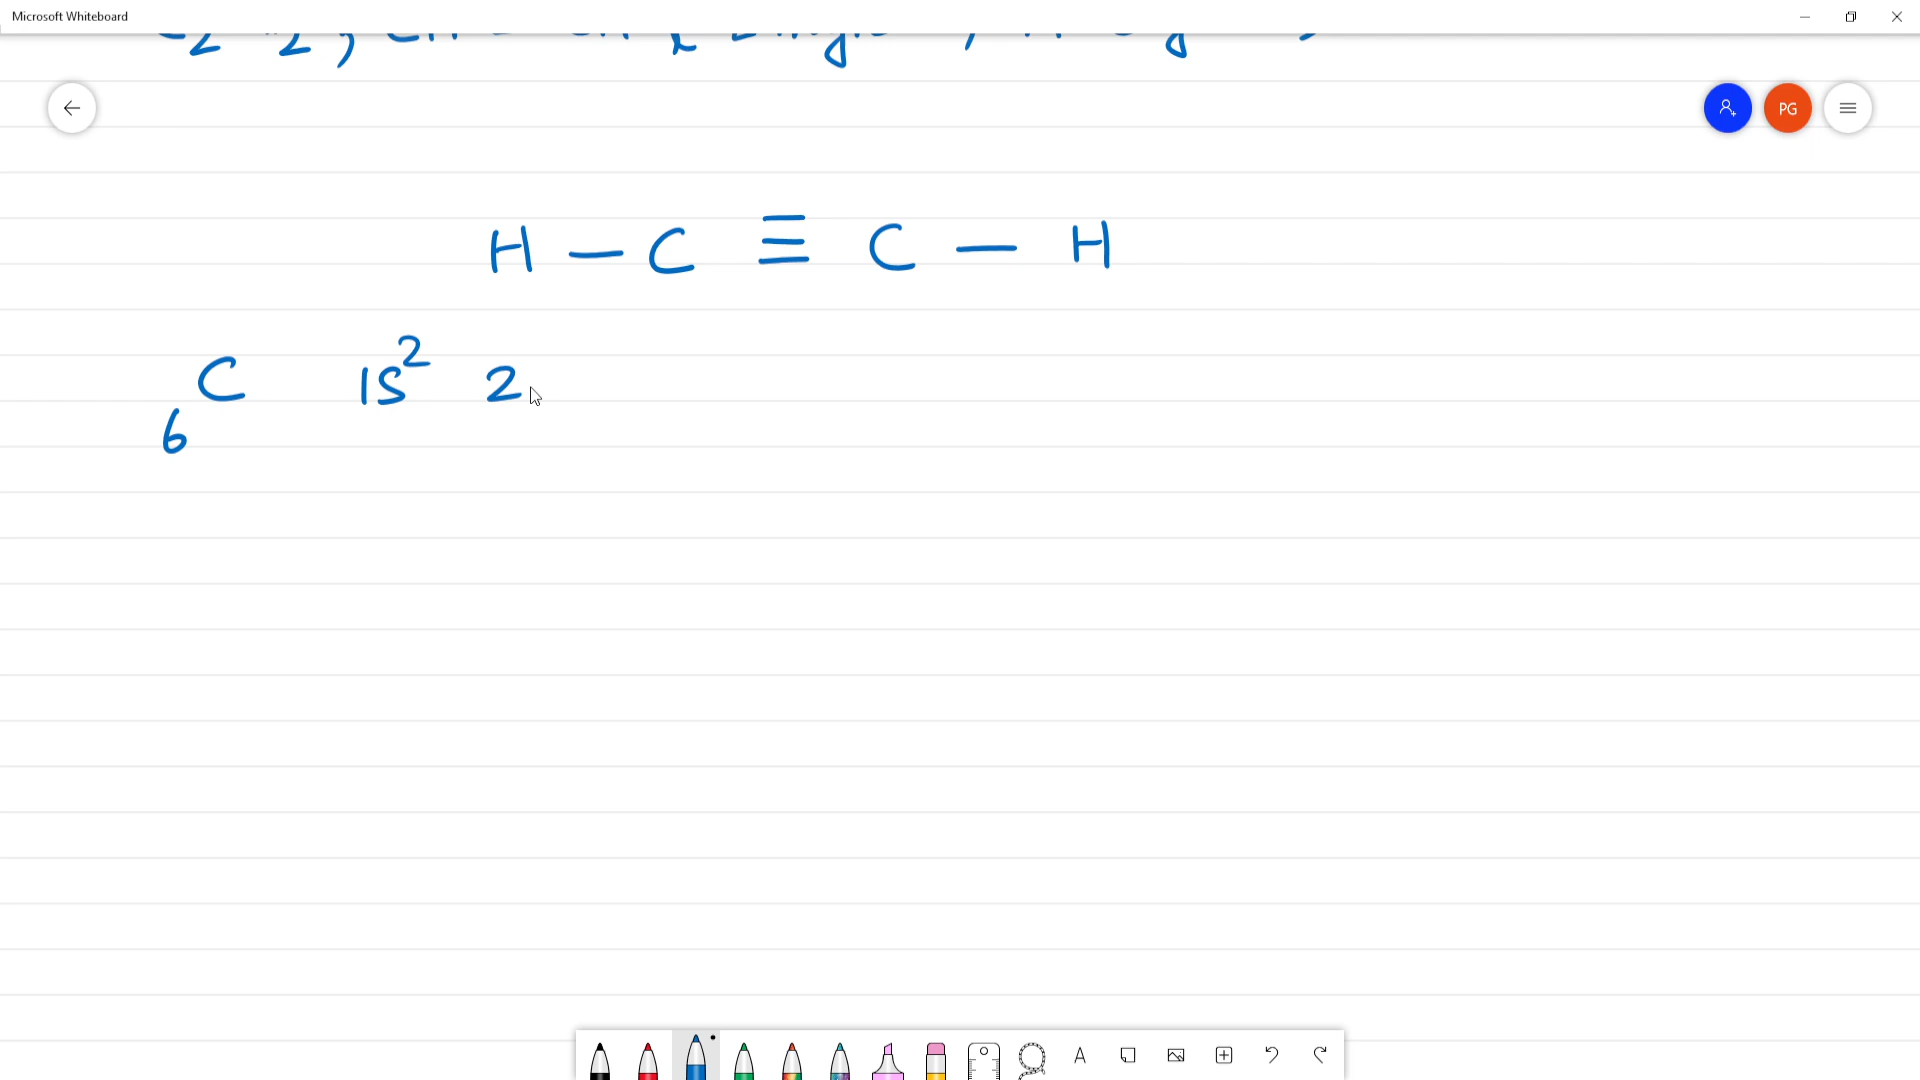 Microsoft Whiteboard
PG
H — C ≡ C — H
₆C 1S² 2
A